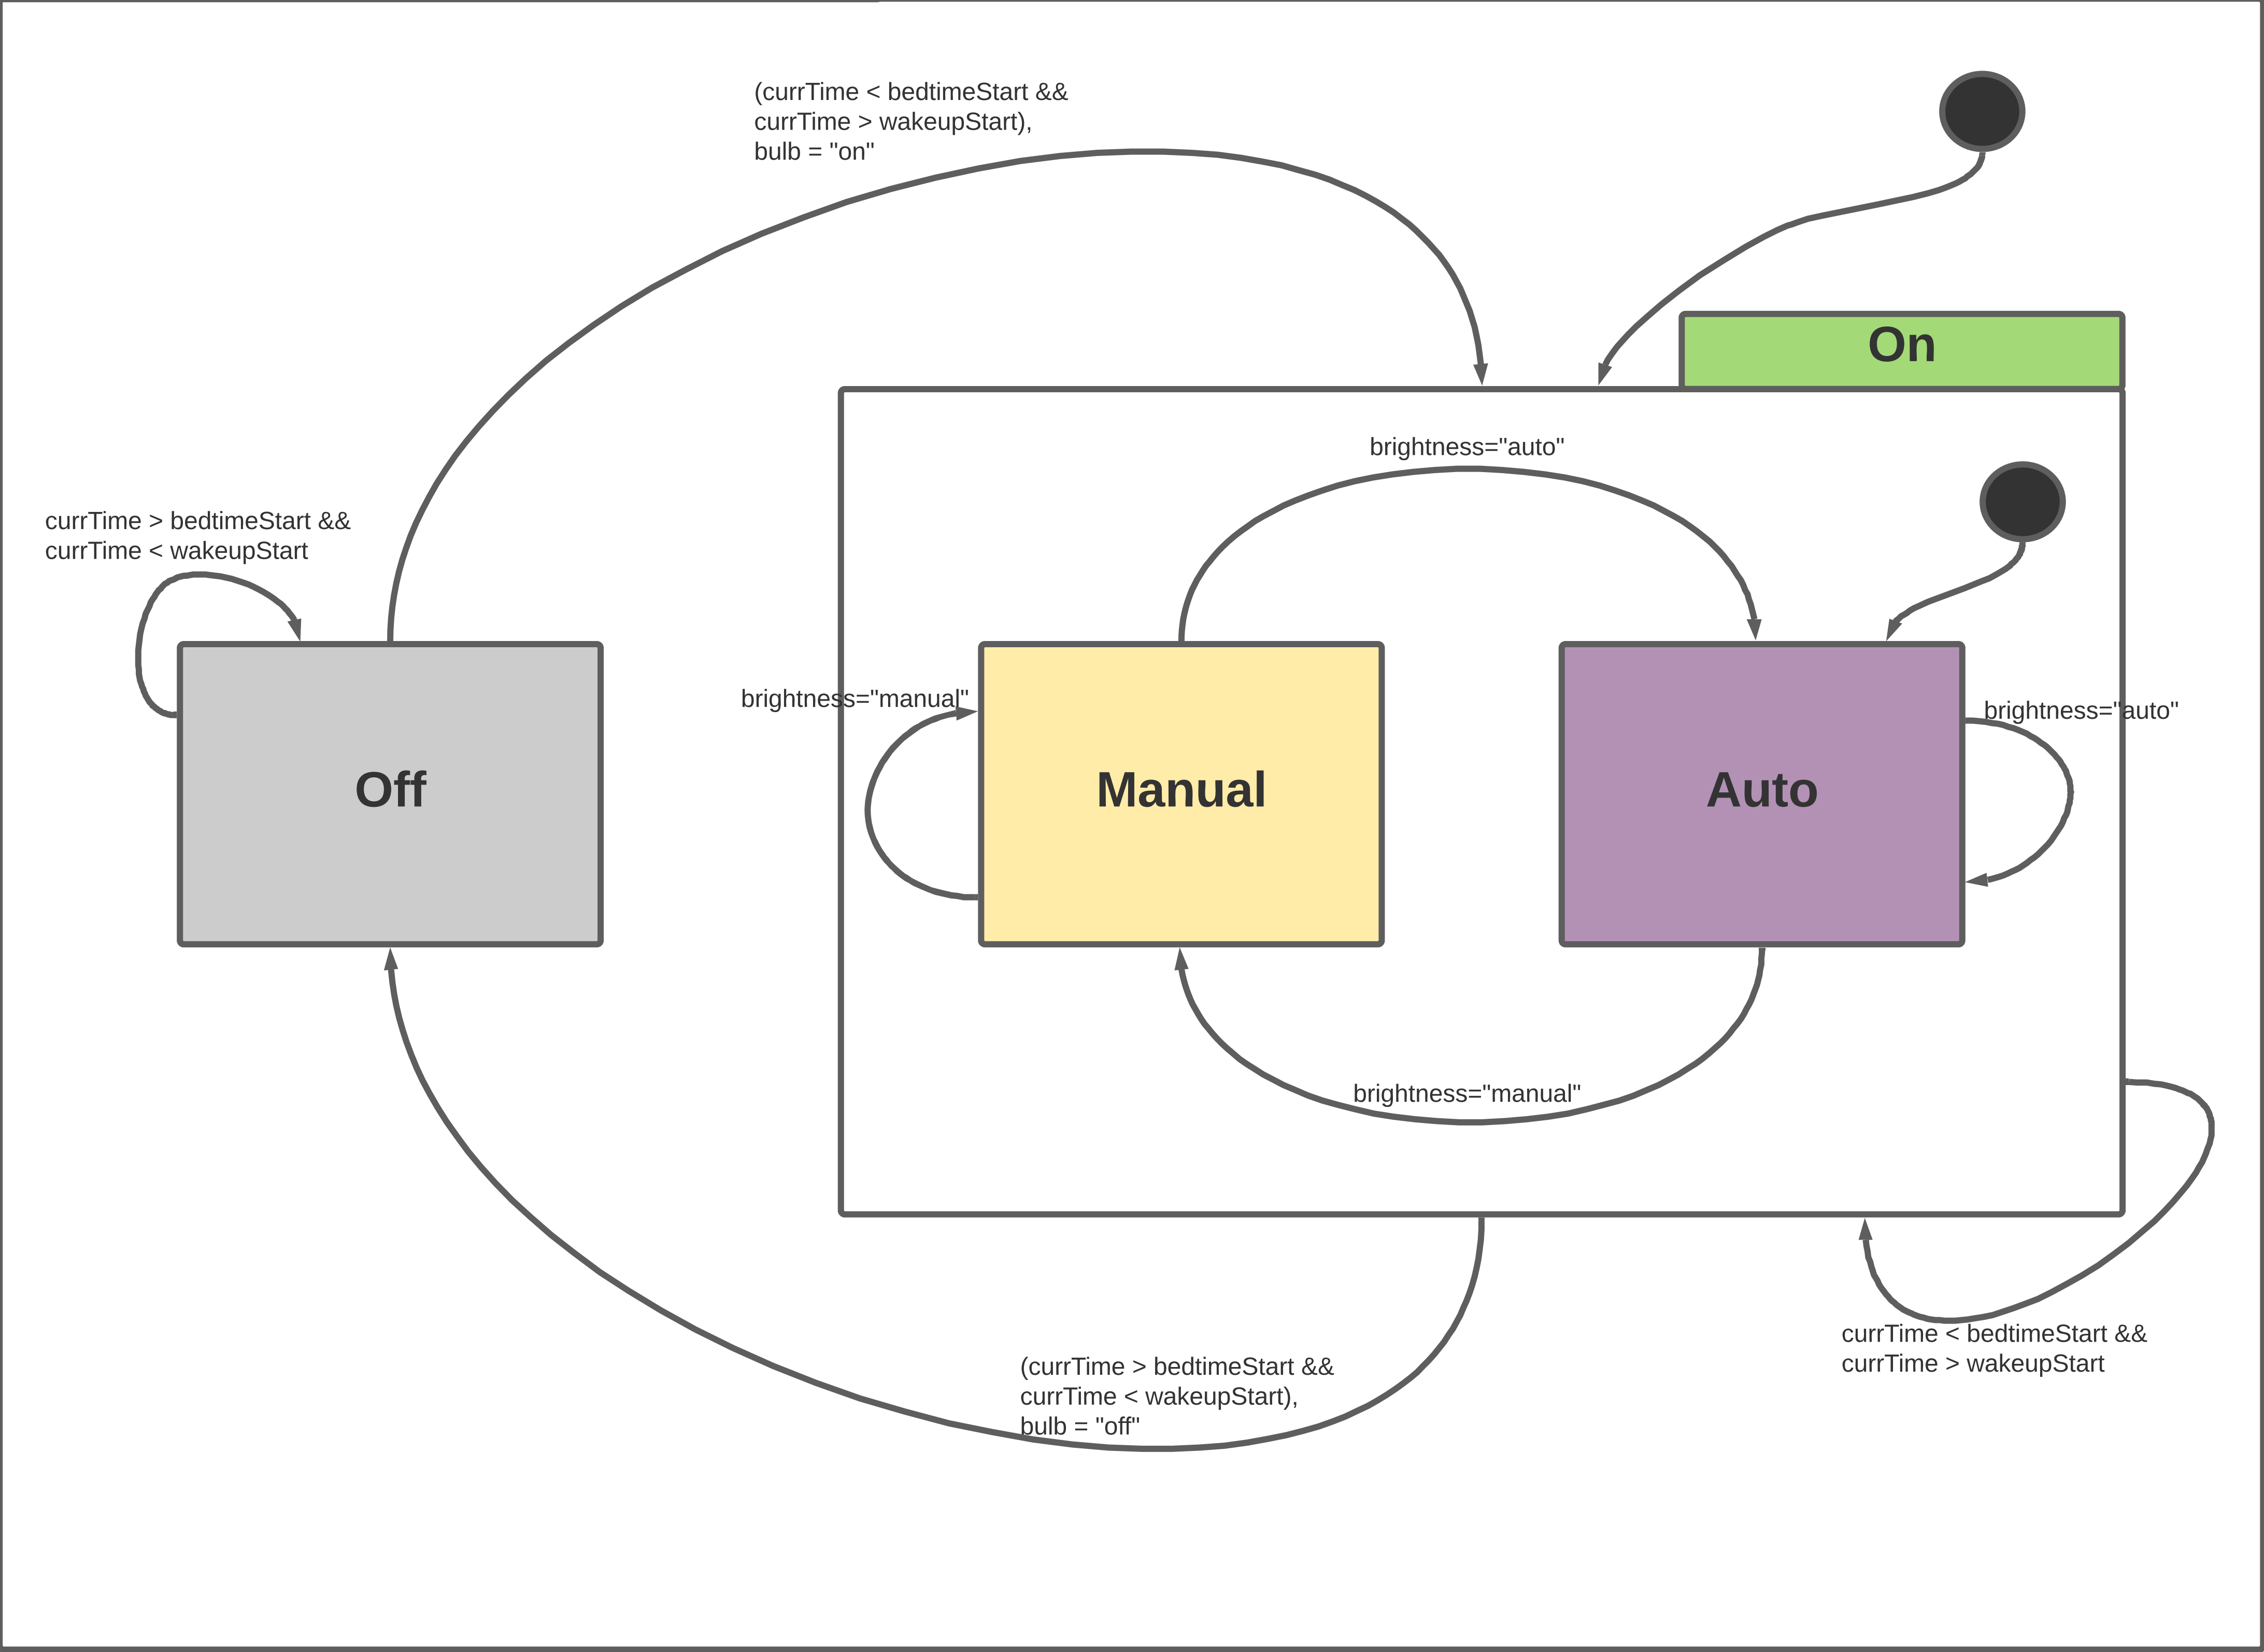 (currTime < bedtimeStart &&
currTime > wakeupStart),
bulb = "on"
On
brightness="auto"
currTime > bedtimeStart &&
currTime < wakeupStart
brightness="manual"
brightness="auto"
Off
Manual
Auto
brightness="manual"
currTime < bedtimeStart &&
currTime > wakeupStart
(currTime > bedtimeStart &&
currTime < wakeupStart),
bulb = "off"